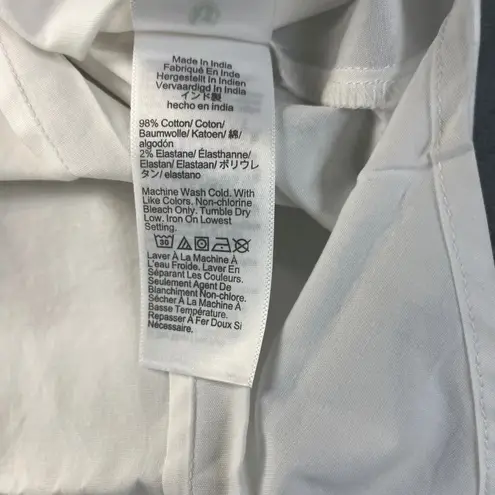 Made In India
Fabriqué En Inde
Hergestellt In Indien
Vervaardigd In India
インド製
hecho en india
98% Cotton/ Coton/
Baumwolle/ Katoen/ 綿/
algodón
2% Elastane/ Élasthanne/
Elastan/ Elastaan/ ポリウレ
タン/ elastano
Machine Wash Cold. With
Like Colors. Non-chlorine
Bleach Only. Tumble Dry
Low. Iron On Lowest
Setting.
30
Laver À La Machine À
L'eau Froide. Laver En
Séparant Les Couleurs.
Seulement Agent De
Blanchiment Non-chlore.
Sécher À La Machine À
Basse Température.
Repasser À Fer Doux Si
Nécessaire.